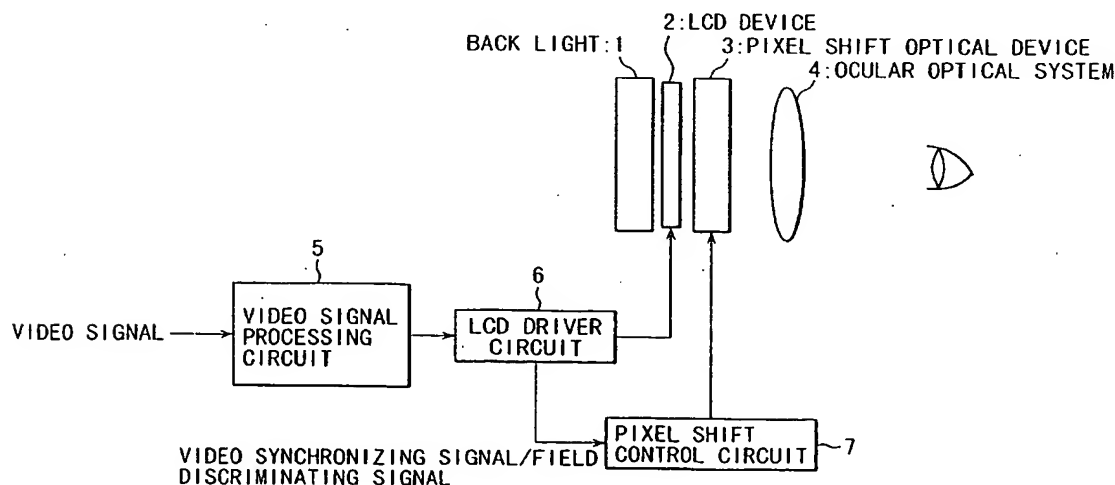 2:LCD DEVICE
BACK LIGHT:1
3:PIXEL SHIFT OPTICAL DEVICE
4:OCULAR OPTICAL SYSTEM
5
6
VIDEO SIGNAL
VIDEO SIGNAL
PROCESSING
CIRCUIT
LCD DRIVER
CIRCUIT
PIXEL SHIFT
CONTROL CIRCUIT
7
VIDEO SYNCHRONIZING SIGNAL/FIELD
DISCRIMINATING SIGNAL